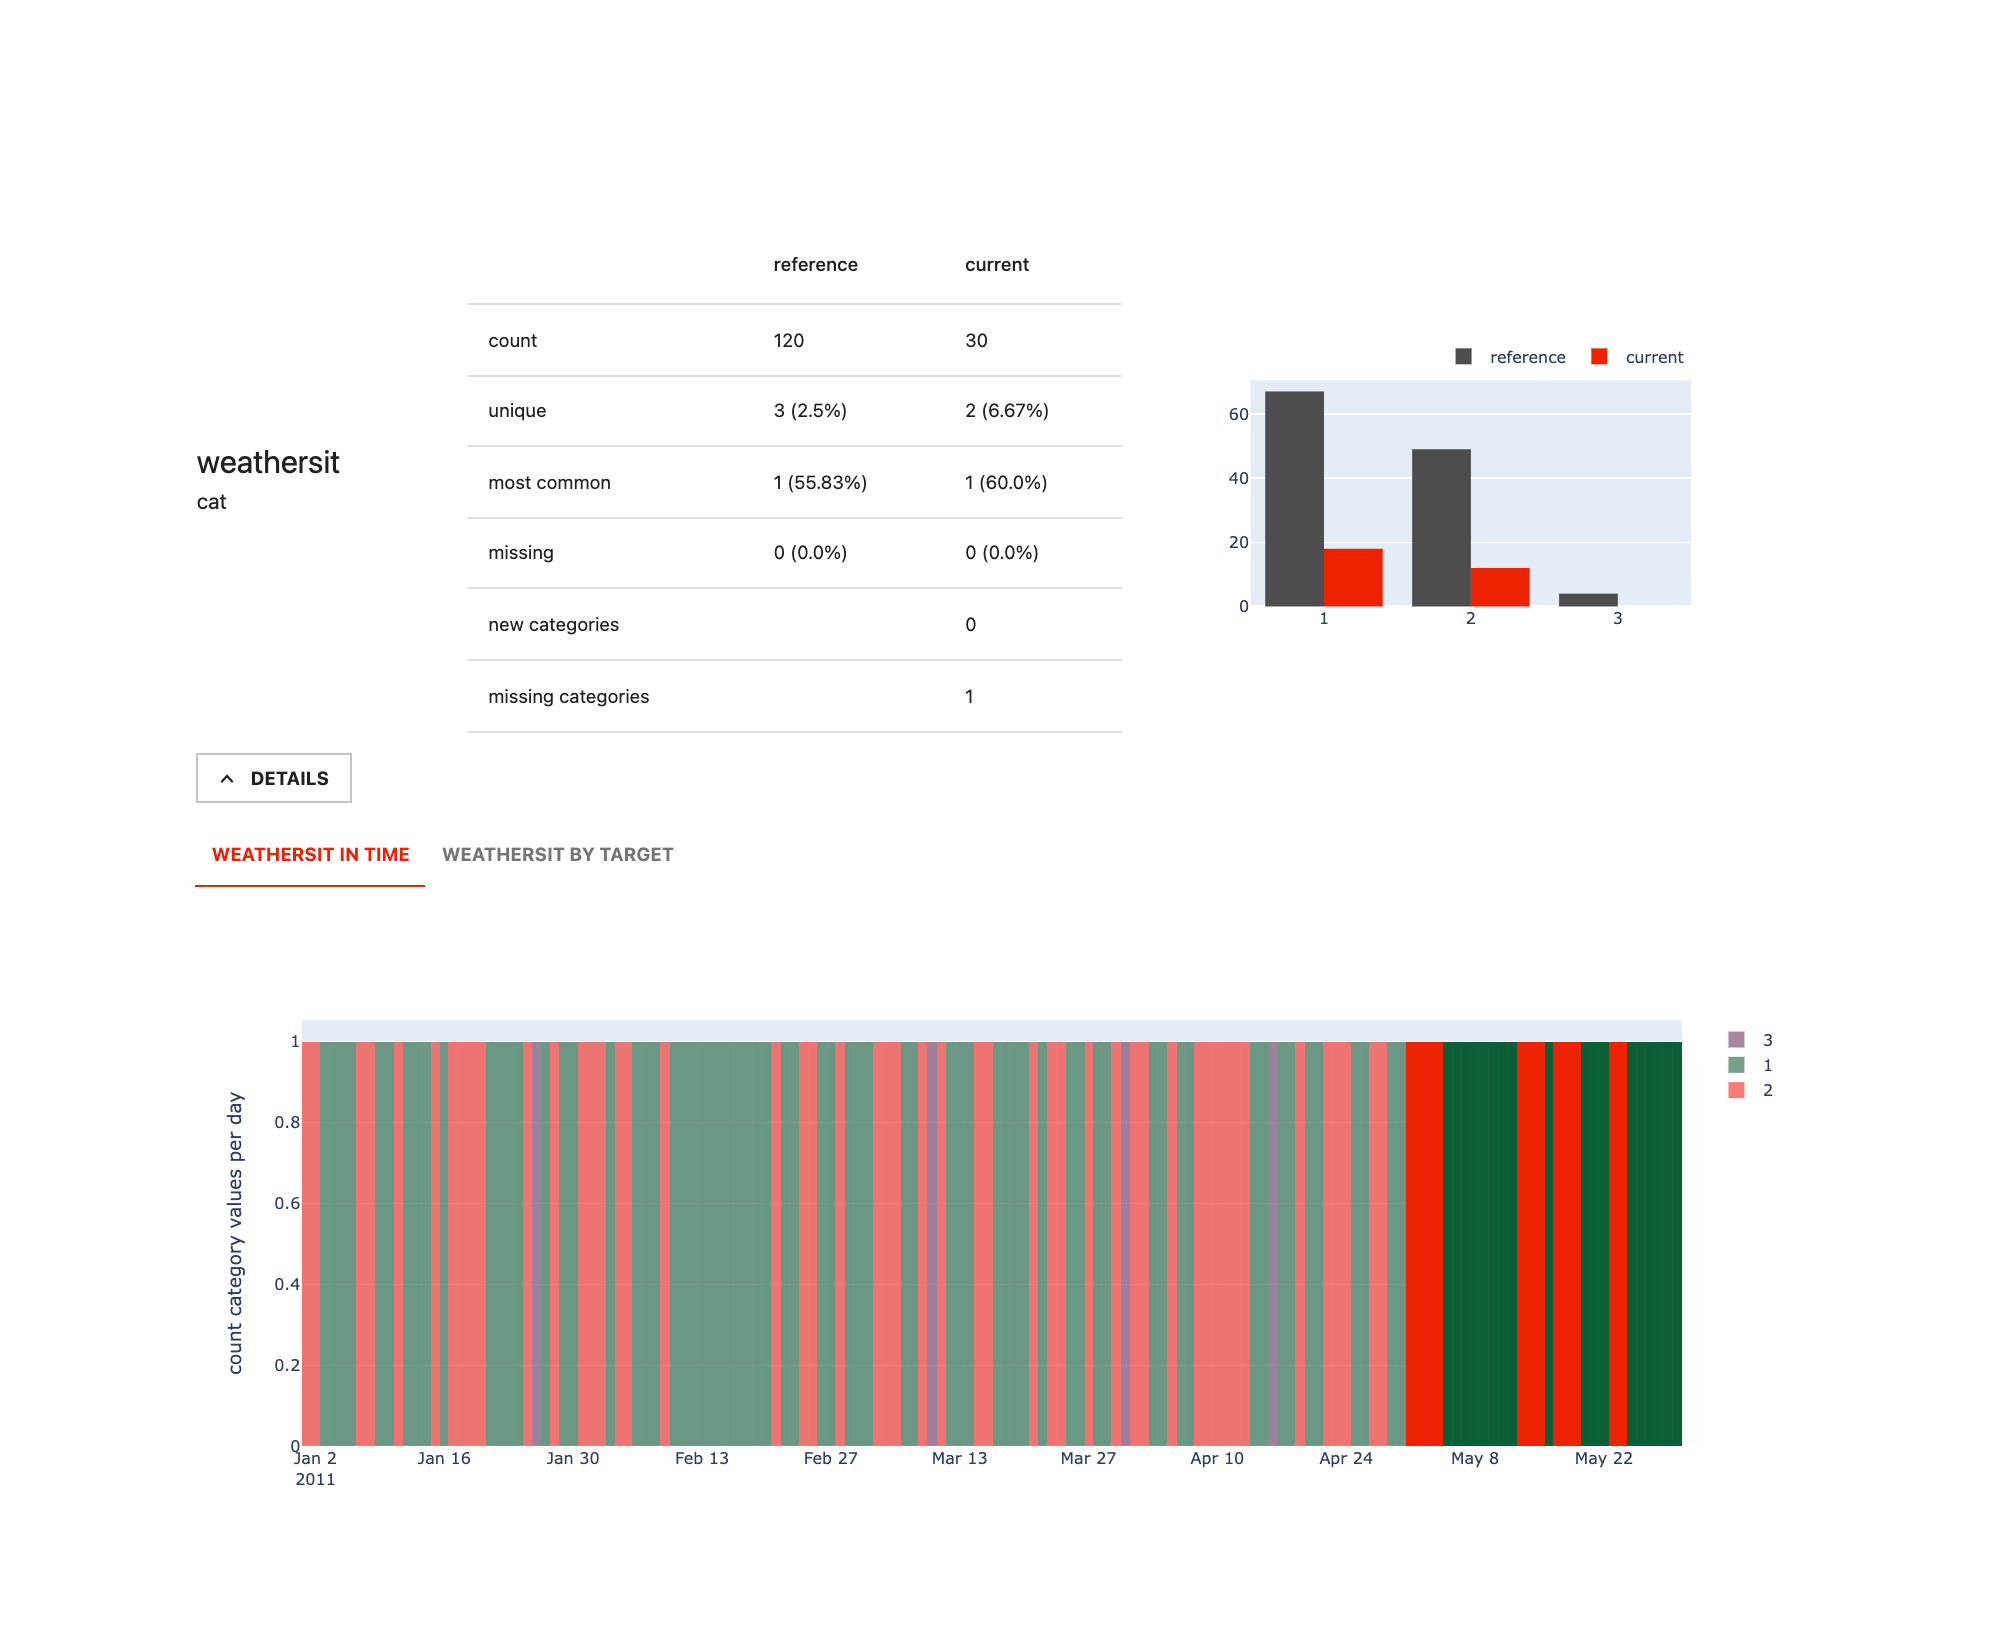 reference current
count 120 30
unique 3 (2.5%) 2 (6.67%)
most common 1 (55.83%) 1 (60.0%)
missing 0 (0.0%) 0 (0.0%)
new categories 0
missing categories 1
weathersit
cat
reference current
60
40
20
0
1 2 3
DETAILS
WEATHERSIT IN TIME WEATHERSIT BY TARGET
count category values per day
1
0.8
0.6
0.4
0.2
0
Jan 2 Jan 16 Jan 30 Feb 13 Feb 27 Mar 13 Mar 27 Apr 10 Apr 24 May 8 May 22
2011
3
1
2